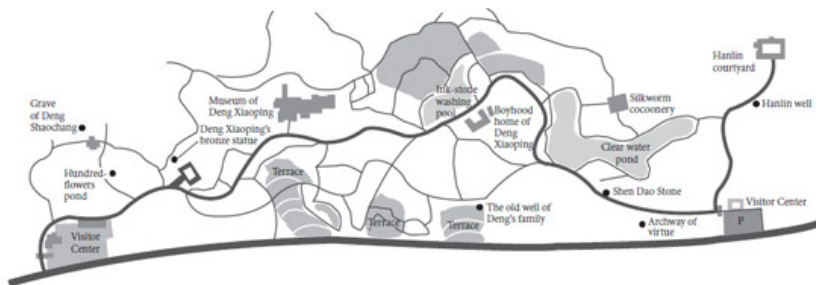 Hanlin
courtyard
Hanlin well
Silkworm
cocoonery
Museum of
Deng Xiaoping
Ink-stode
washing
pool
Boyhood
home of
Deng
Xiaoping
Grave
of Deng
Shaochang
Deng Xiaoping's
bronze statue
Hundred-
flowers
pond
Clear water
pond
Terrace
Shen Dao Stone
The old well of
Deng's family
Terrace
Terrace
Archway of
virtue
Visitor Center
P
Visitor
Center